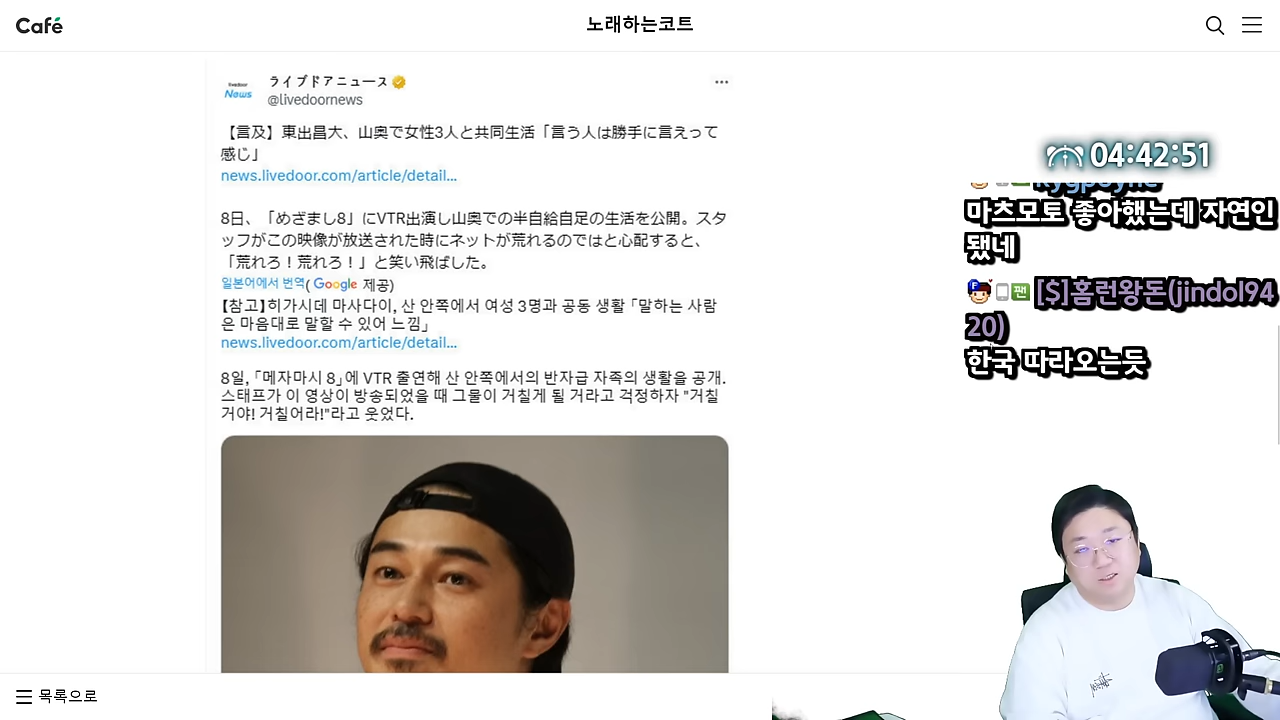 Café
노래하는코트
livedoor
News
ライブドアニュース
@livedoornews
【言及】東出昌大、山奥で女性3人と共同生活「言う人は勝手に言えって
感じ」
news.livedoor.com/article/detail...
8日、「めざまし8」にVTR出演し山奥での半自給自足の生活を公開。スタ
ッフがこの映像が放送された時にネットが荒れるのではと心配すると、
「荒れろ！荒れろ！」と笑い飛ばした。
일본어에서 번역(Google 제공)
【참고】히가시데 마사다이, 산 안쪽에서 여성 3명과 공동 생활 「말하는 사람
은 마음대로 말할 수 있어 느낌」
news.livedoor.com/article/detail...
8일, 「메자마시 8」에 VTR 출연해 산 안쪽에서의 반자급 자족의 생활을 공개.
스태프가 이 영상이 방송되었을 때 그물이 거칠게 될 거라고 걱정하자 "거칠
거야! 거칠어라!"라고 웃었다.
04:42:51
마츠모토 좋아했는데 자연인
됐네
F 팬 [$]홈런왕돈(jindol94
20)
한국 따라오는듯
목록으로